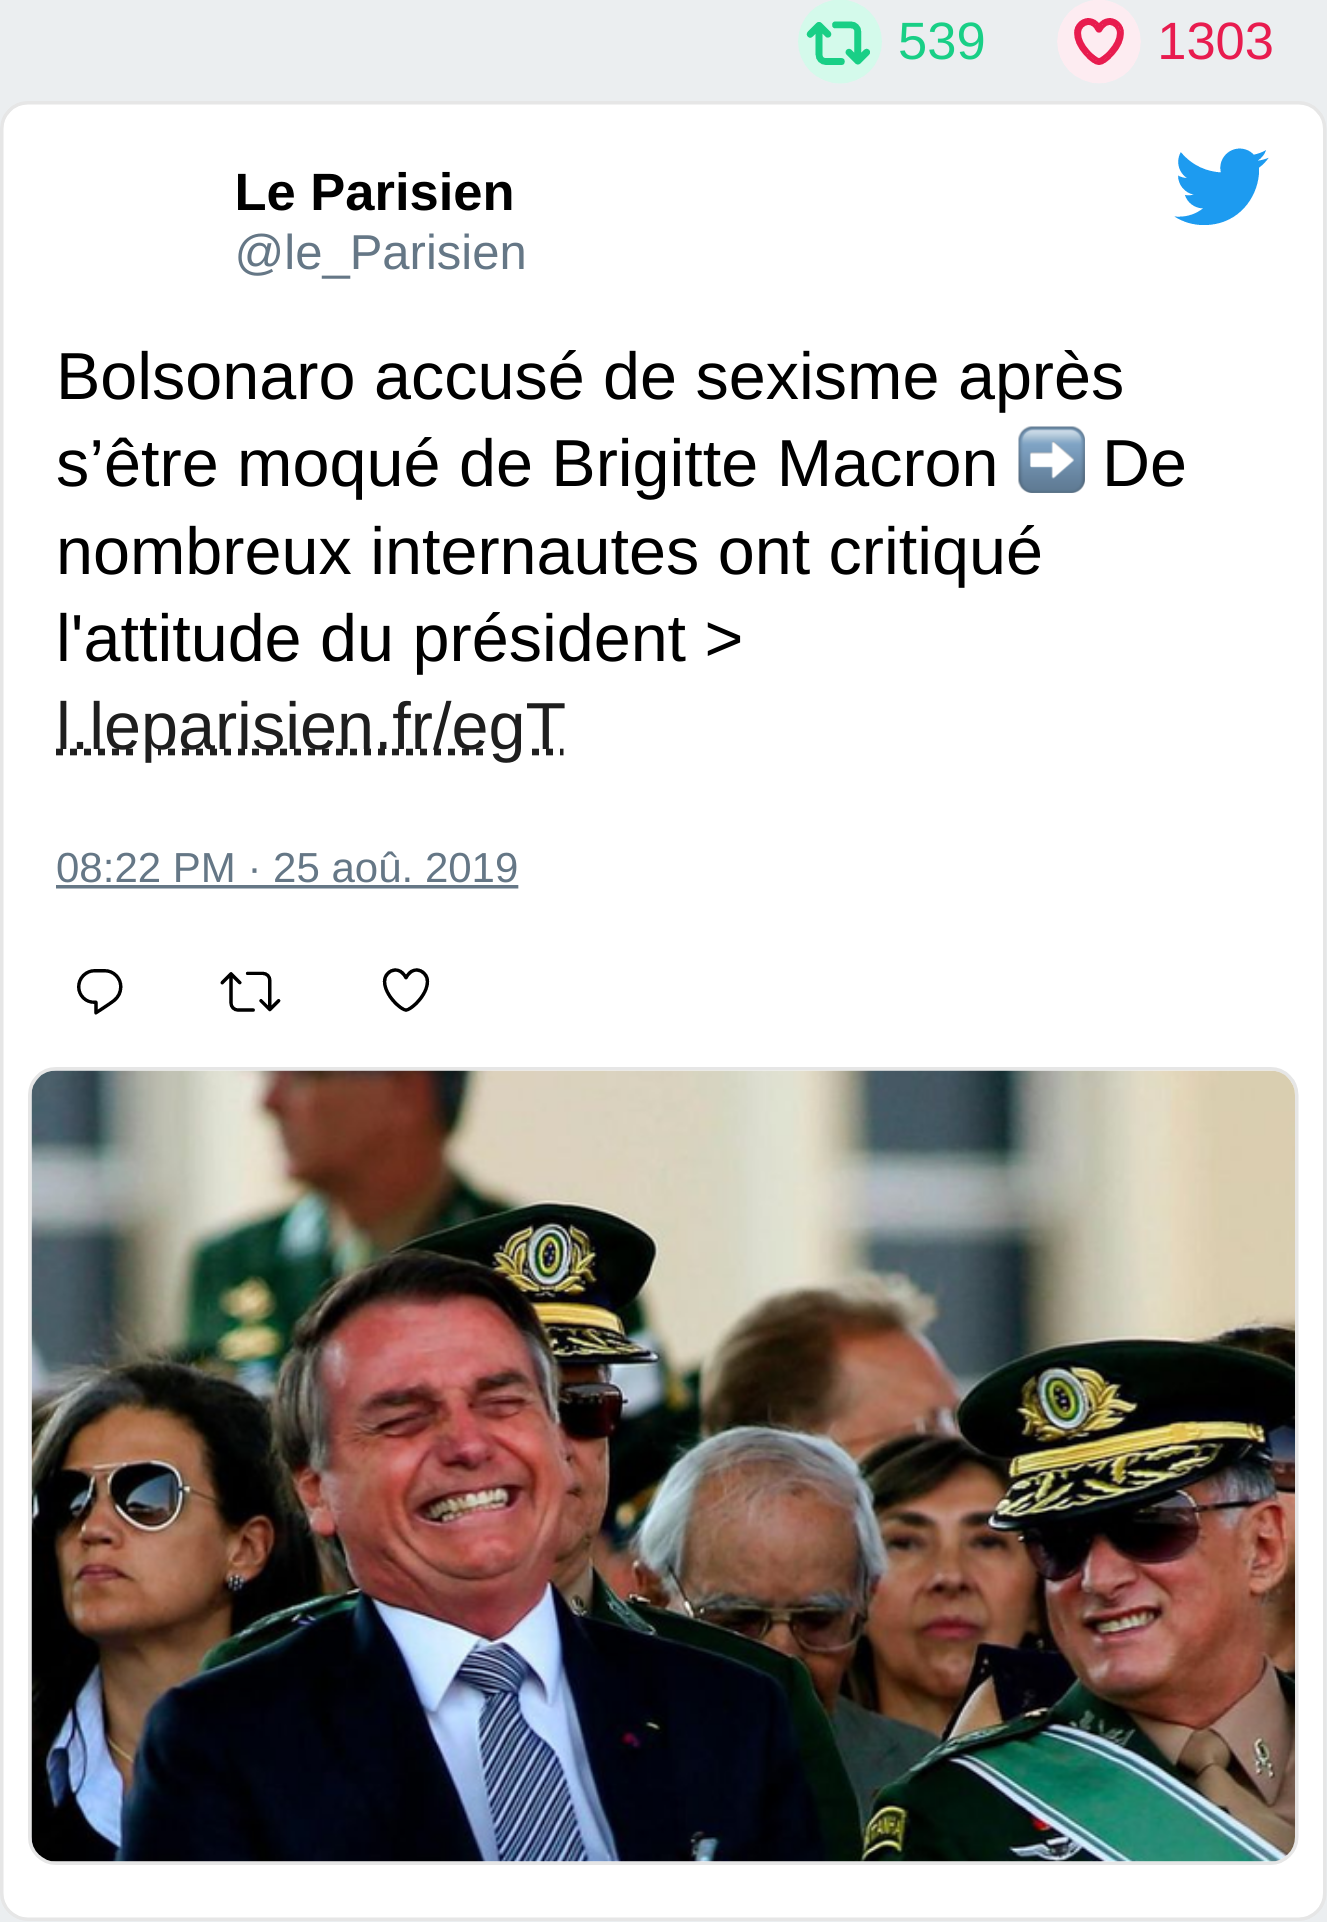 539 1303
Le Parisien
@le_Parisien
Bolsonaro accusé de sexisme après
s’être moqué de Brigitte Macron ➡️ De
nombreux internautes ont critiqué
l'attitude du président >
l.leparisien.fr/egT
08:22 PM · 25 aoû. 2019